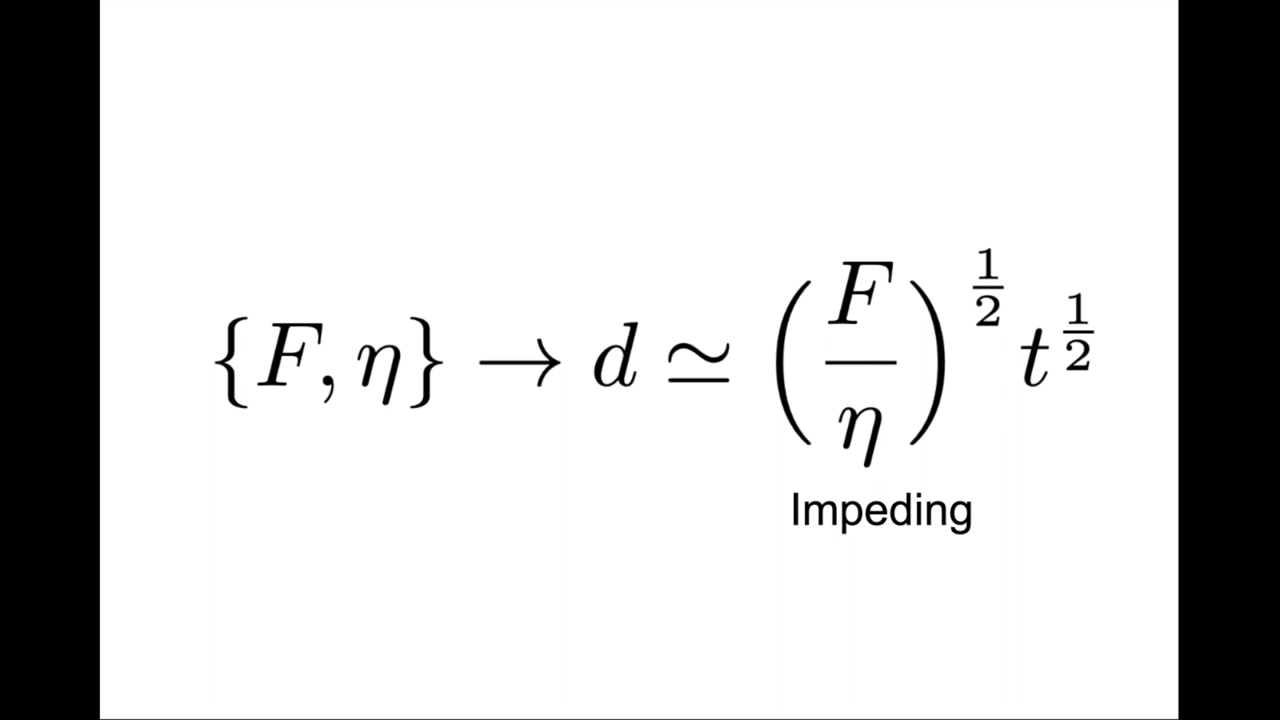 {F, η} → d ≃ (F/η)^{1/2} t^{1/2}
Impeding